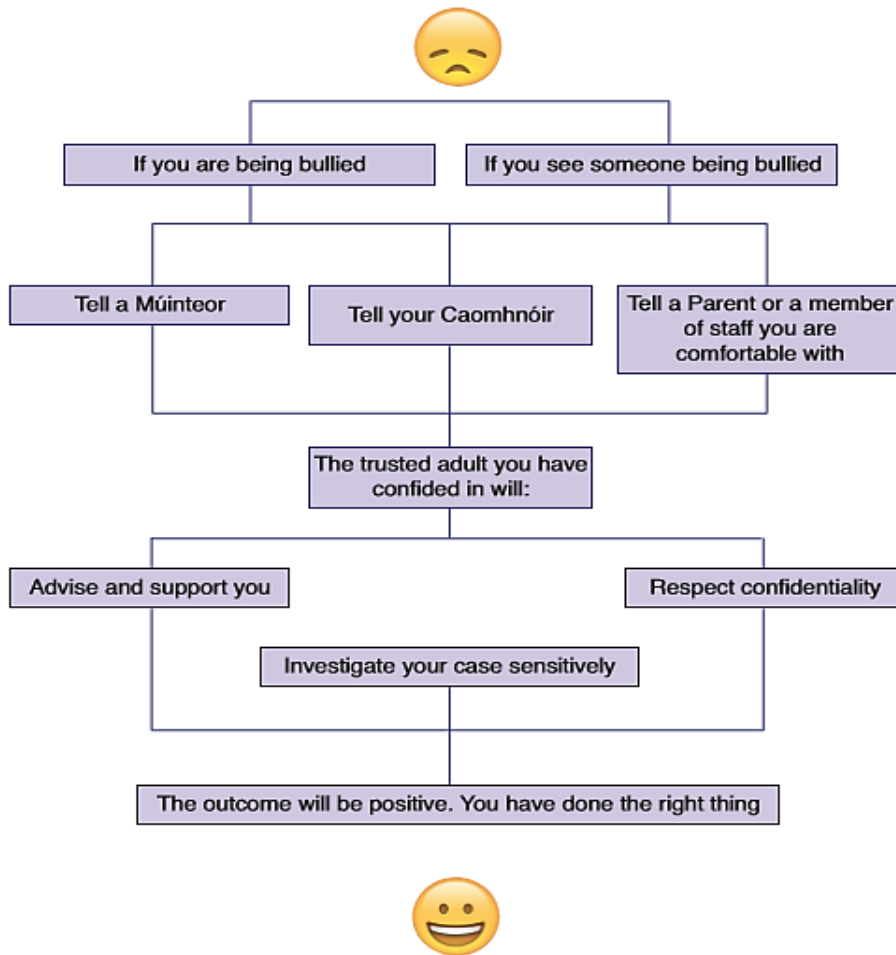 If you are being bullied
If you see someone being bullied
Tell a Múinteor
Tell your Caomhnóir
Tell a Parent or a member
of staff you are
comfortable with
The trusted adult you have
confided in will:
Advise and support you
Respect confidentiality
Investigate your case sensitively
The outcome will be positive. You have done the right thing